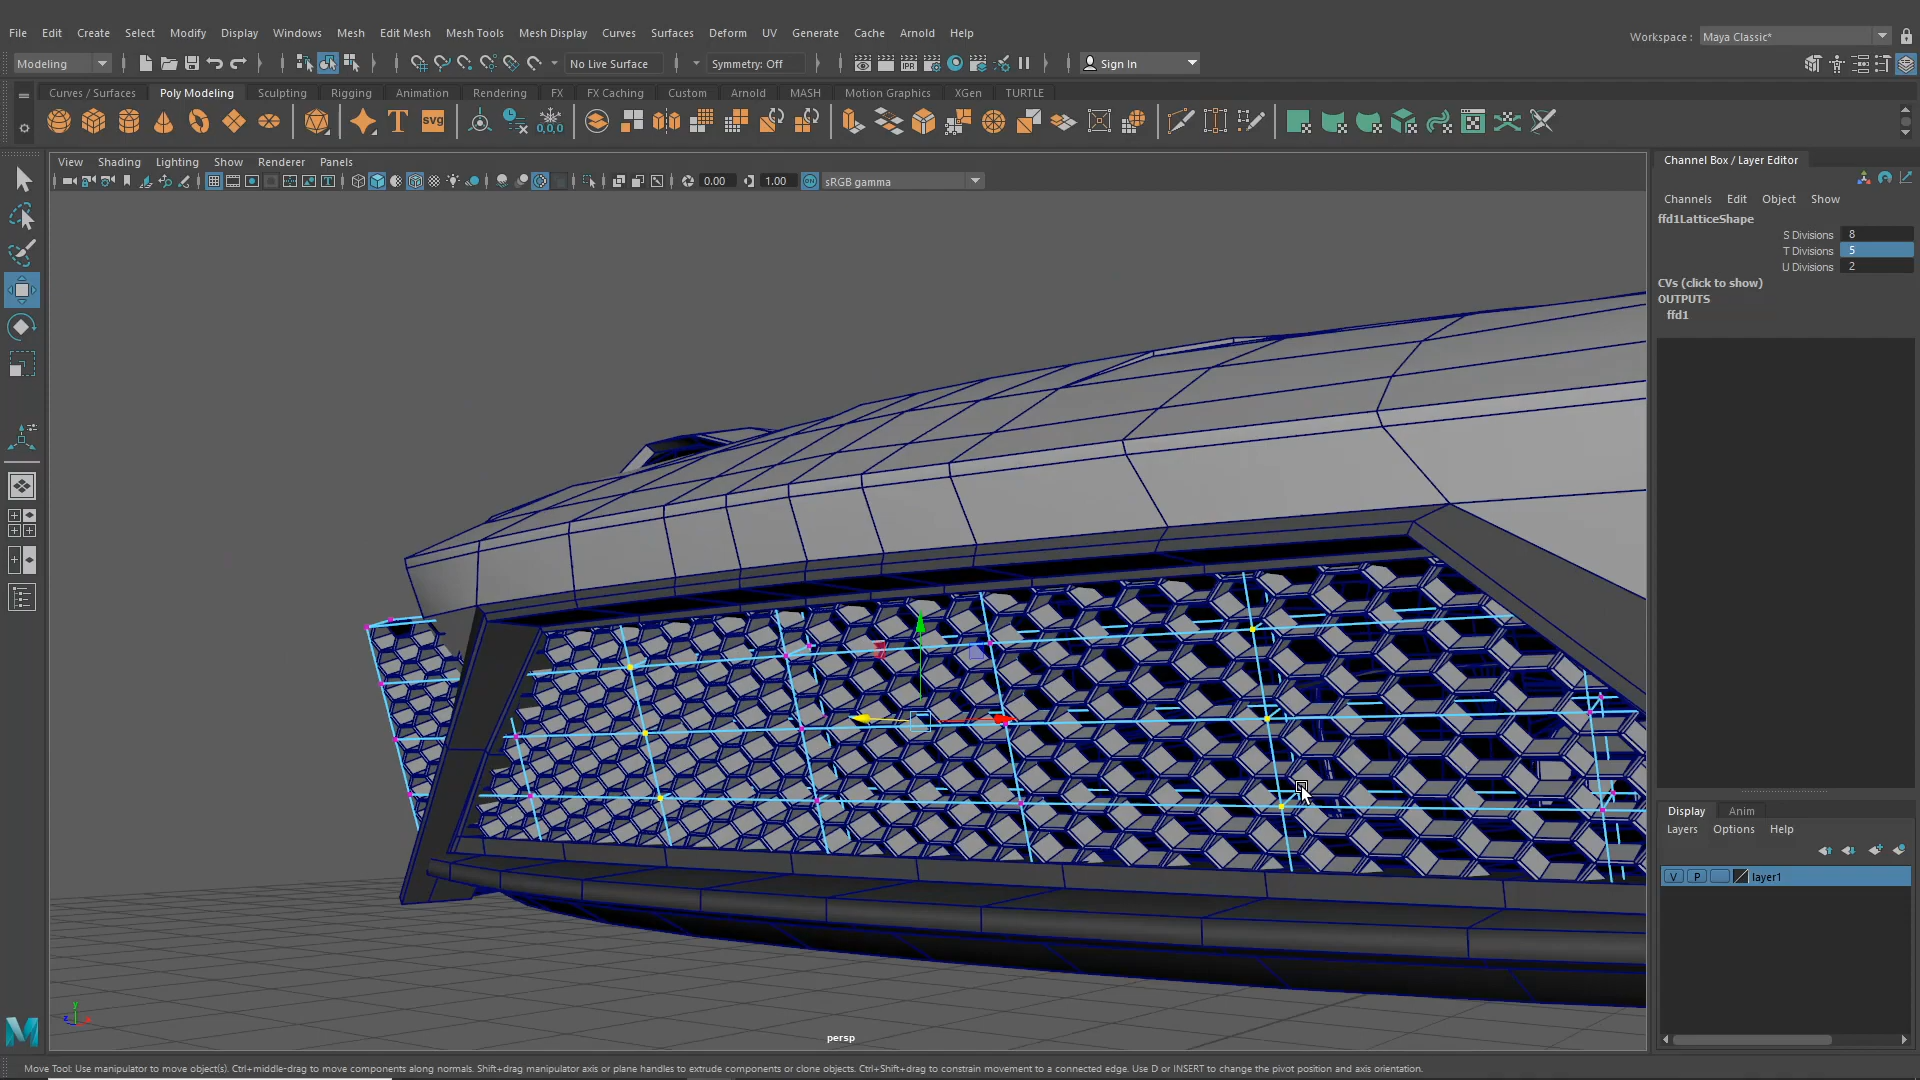 File Edit Create Select Modify Display Windows Mesh Edit Mesh Mesh Tools Mesh Display Curves Surfaces Deform UV Generate Cache Arnold Help
Workspace : Maya Classic*
Modeling No Live Surface Symmetry: Off Sign In
Curves / Surfaces Poly Modeling Sculpting Rigging Animation Rendering FX FX Caching Custom Arnold MASH Motion Graphics XGen TURTLE
T svg 0,0,0
View Shading Lighting Show Renderer Panels
0.00 1.00 ON sRGB gamma
Channel Box / Layer Editor
Channels Edit Object Show
ffd1LatticeShape
S Divisions 8
T Divisions 5
U Divisions 2
CVs (click to show)
OUTPUTS
ffd1
Display Anim
Layers Options Help
V P layer1
y
z x
persp
Move Tool: Use manipulator to move object(s). Ctrl+middle-drag to move components along normals. Shift+drag manipulator axis or plane handles to extrude components or clone objects. Ctrl+Shift+drag to constrain movement to a connected edge. Use D or INSERT to change the pivot position and axis orientation.